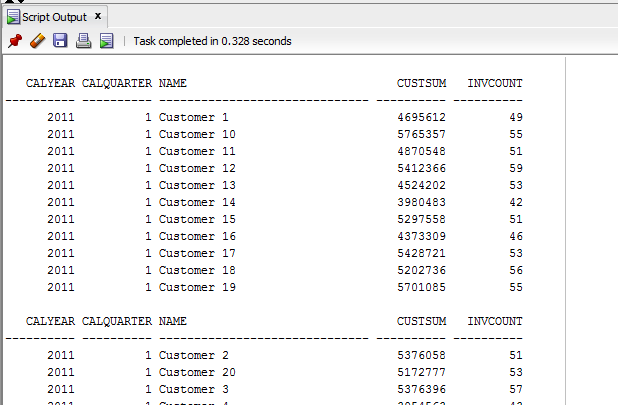 Script Output x
Task completed in 0.328 seconds
CALYEAR CALQUARTER NAME CUSTSUM INVCOUNT
---------- ---------- ------------------------------ ---------- ----------
2011 1 Customer 1 4695612 49
2011 1 Customer 10 5765357 55
2011 1 Customer 11 4870548 51
2011 1 Customer 12 5412366 59
2011 1 Customer 13 4524202 53
2011 1 Customer 14 3980483 42
2011 1 Customer 15 5297558 51
2011 1 Customer 16 4373309 46
2011 1 Customer 17 5428721 53
2011 1 Customer 18 5202736 56
2011 1 Customer 19 5701085 55
CALYEAR CALQUARTER NAME CUSTSUM INVCOUNT
---------- ---------- ------------------------------ ---------- ----------
2011 1 Customer 2 5376058 51
2011 1 Customer 20 5172777 53
2011 1 Customer 3 5376396 57
2011 1 Customer